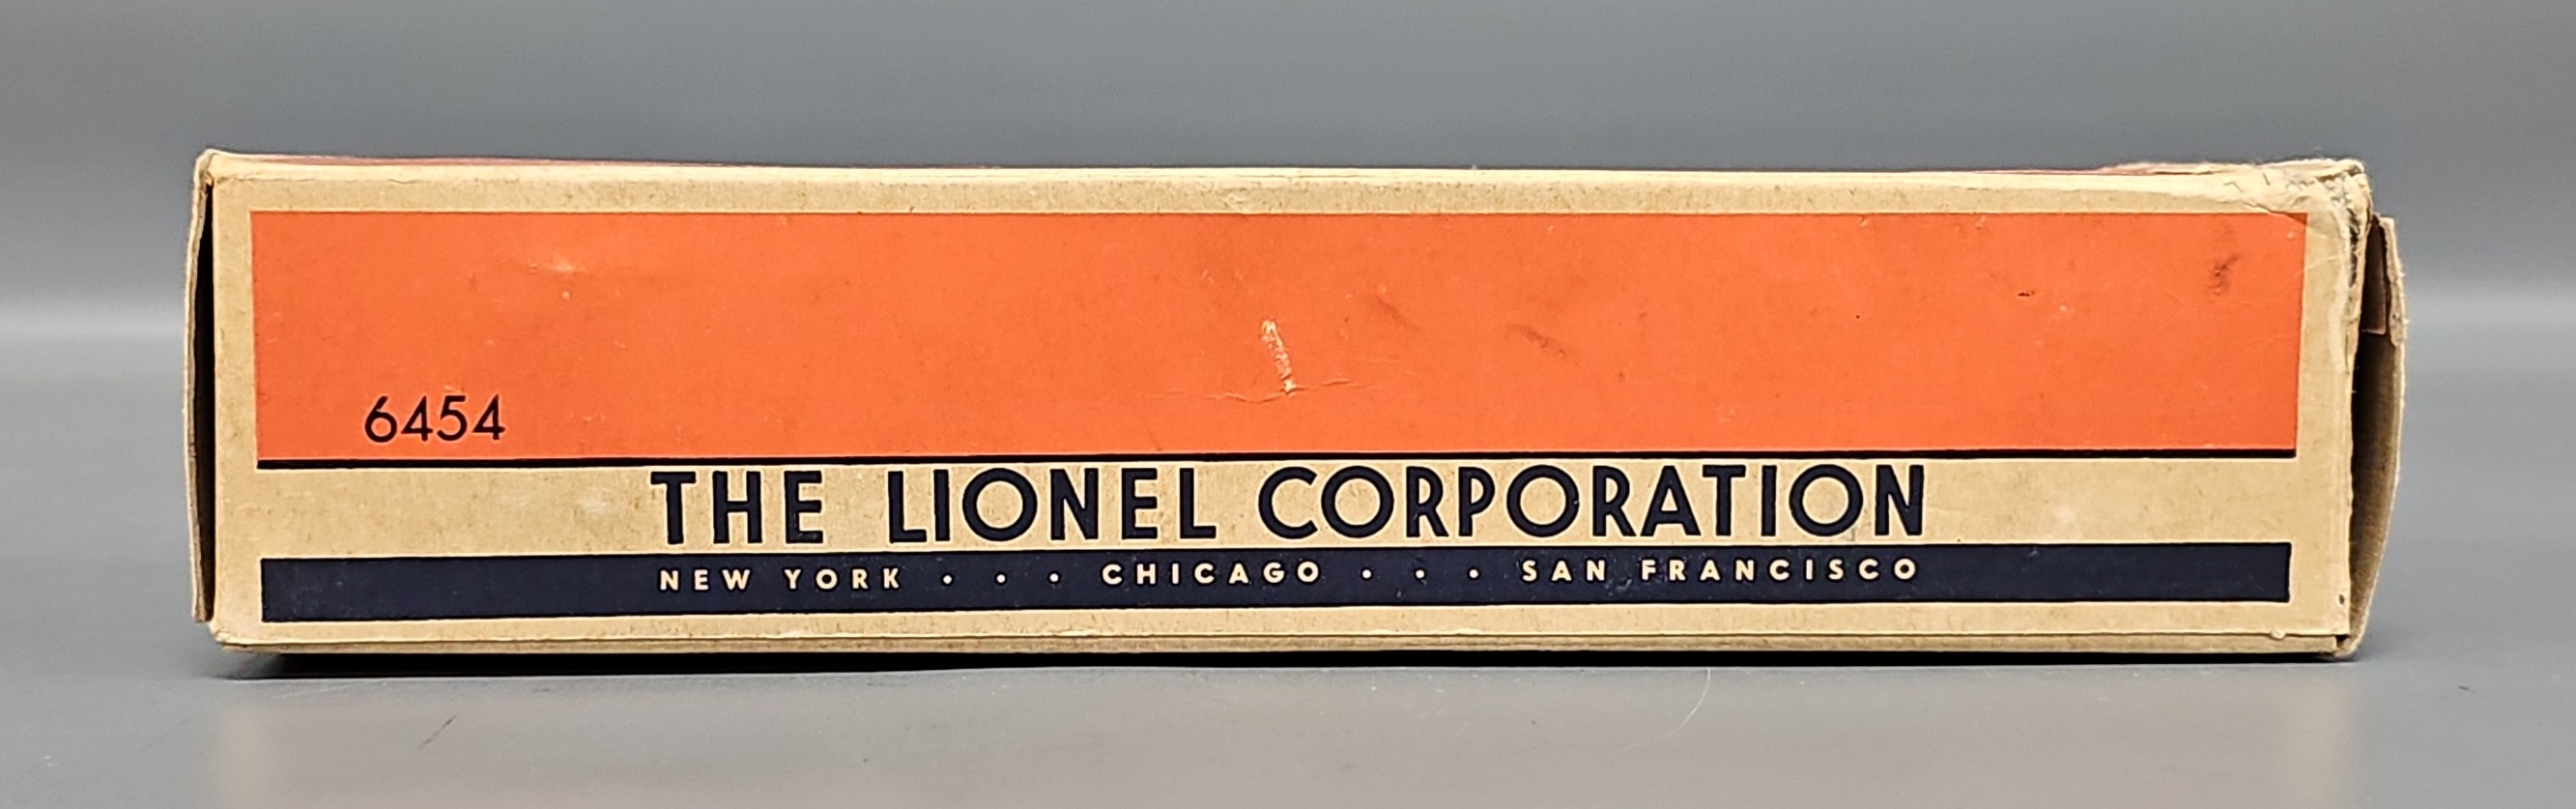 6454
THE LIONEL CORPORATION
NEW YORK . . . CHICAGO . . . SAN FRANCISCO